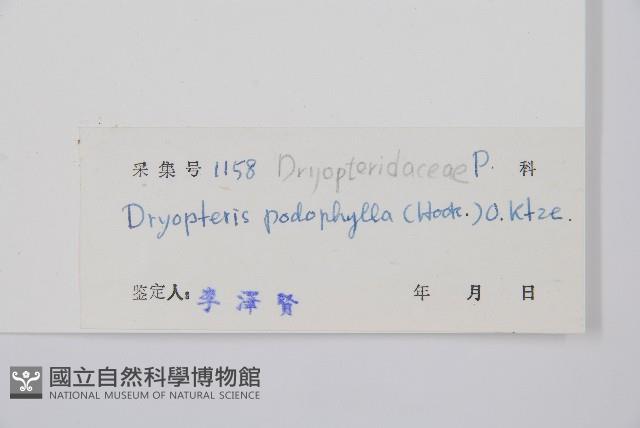 采集号 1158 Dryopteridaceae P. 科
Dryopteris podophylla (Hook.) O. Ktze.
鉴定人: 李澤賢 年 月 日
國立自然科學博物館
NATIONAL MUSEUM OF NATURAL SCIENCE